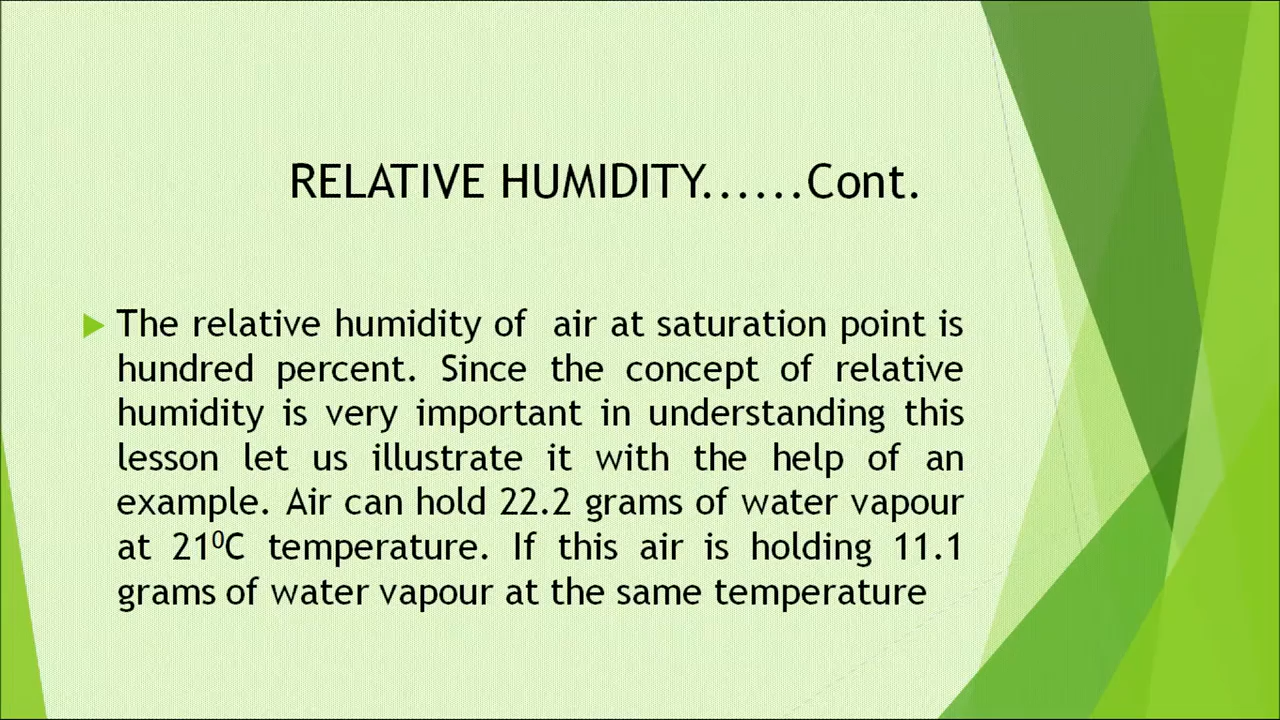 RELATIVE HUMIDITY......Cont.
The relative humidity of air at saturation point is
hundred percent. Since the concept of relative
humidity is very important in understanding this
lesson let us illustrate it with the help of an
example. Air can hold 22.2 grams of water vapour
at 21⁰C temperature. If this air is holding 11.1
grams of water vapour at the same temperature